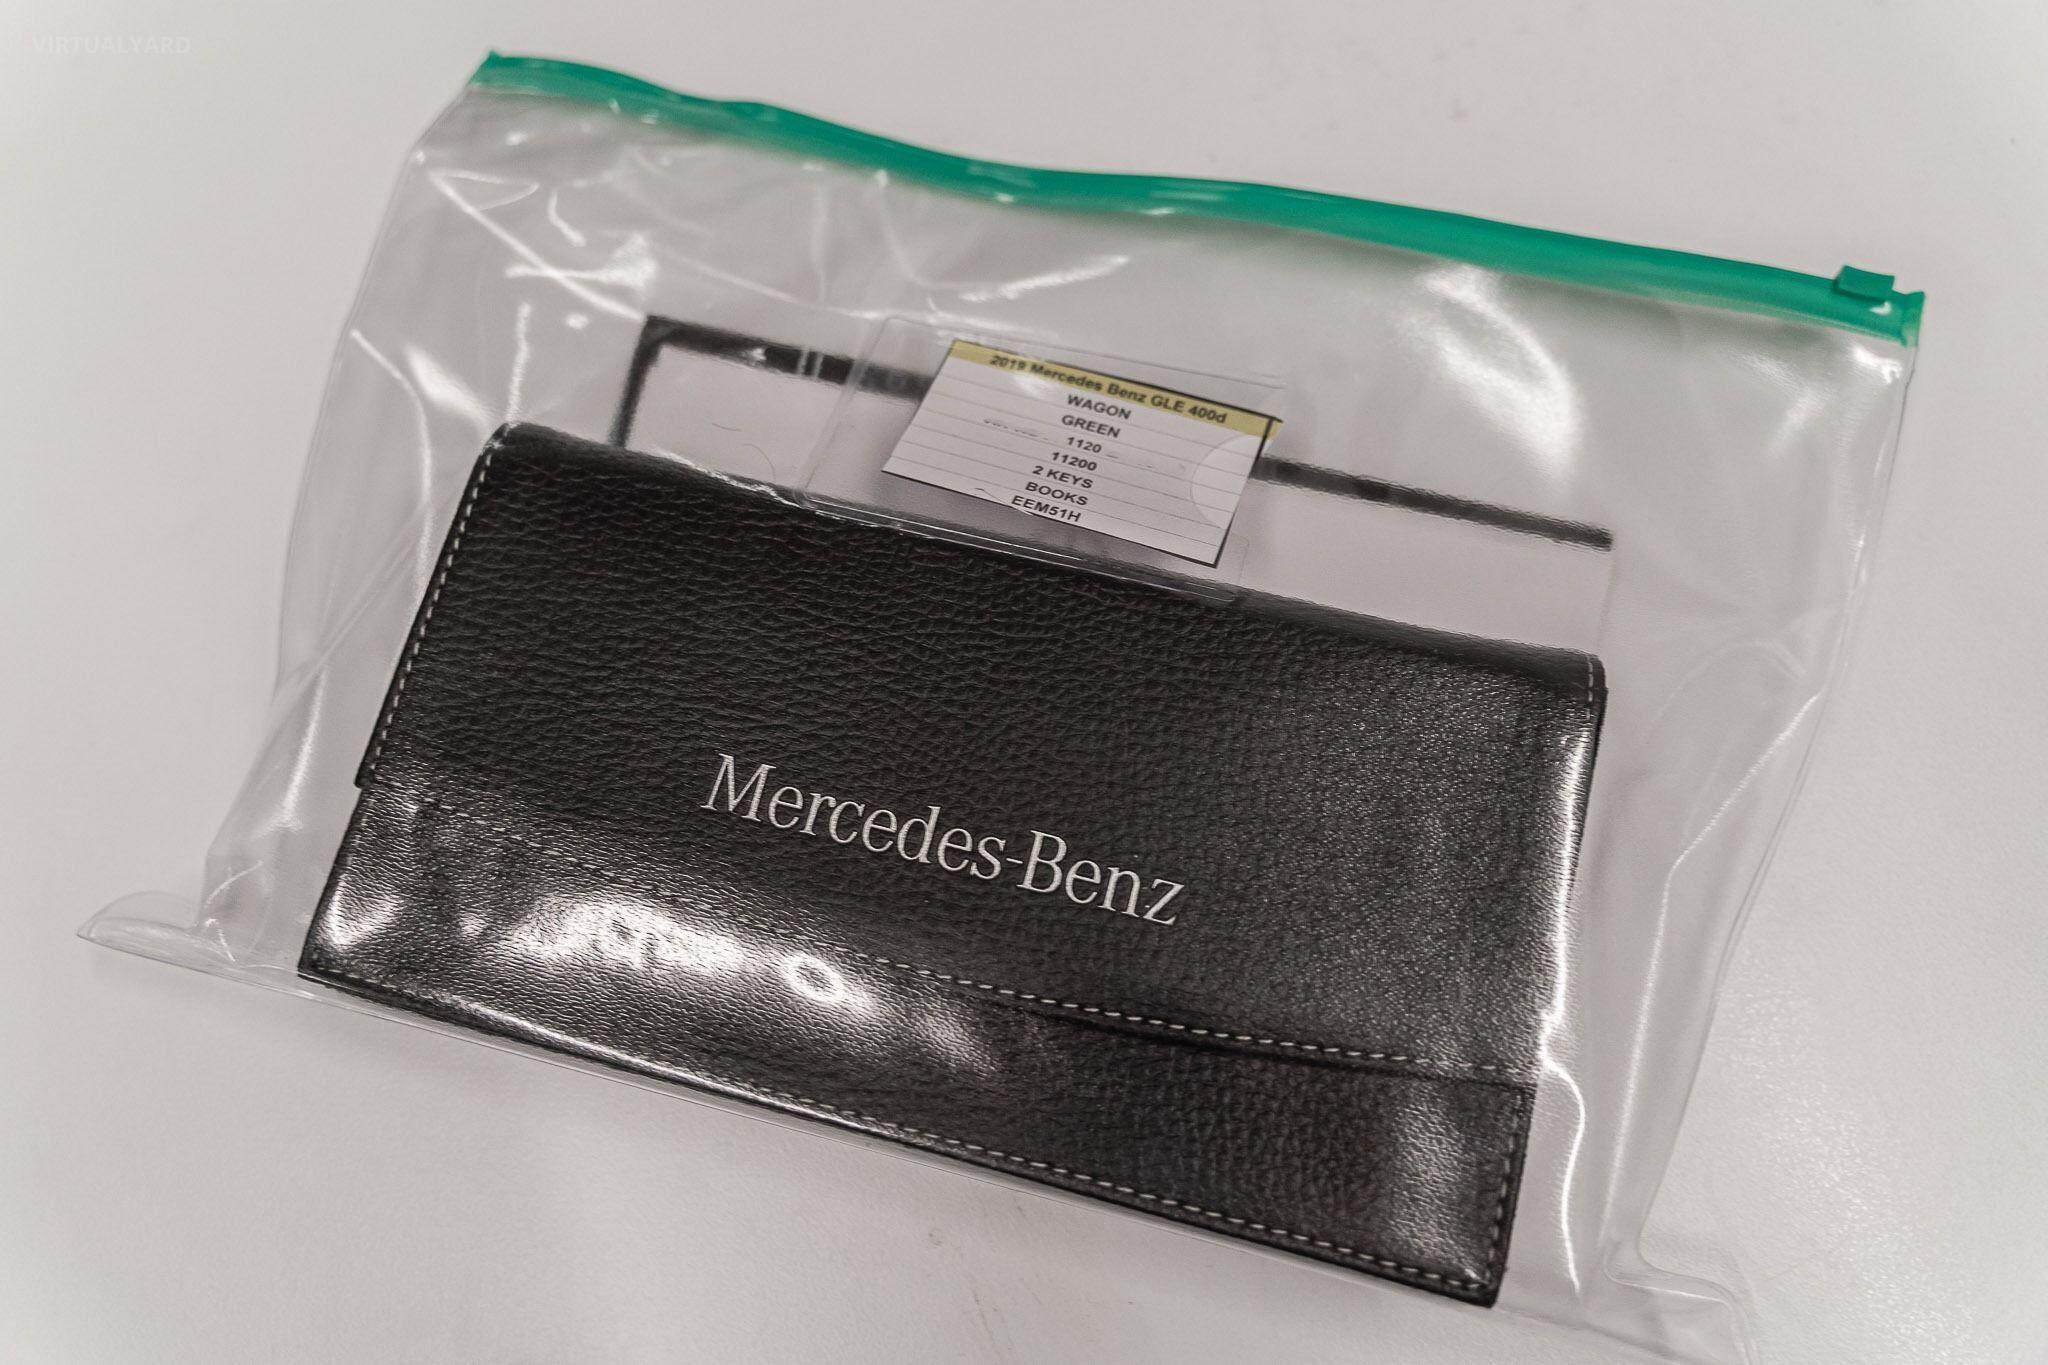 VIRTUALYARD
2019 Mercedes Benz GLE 400d
WAGON
GREEN
1120
11200
2 KEYS
BOOKS
EEM51H
Mercedes-Benz